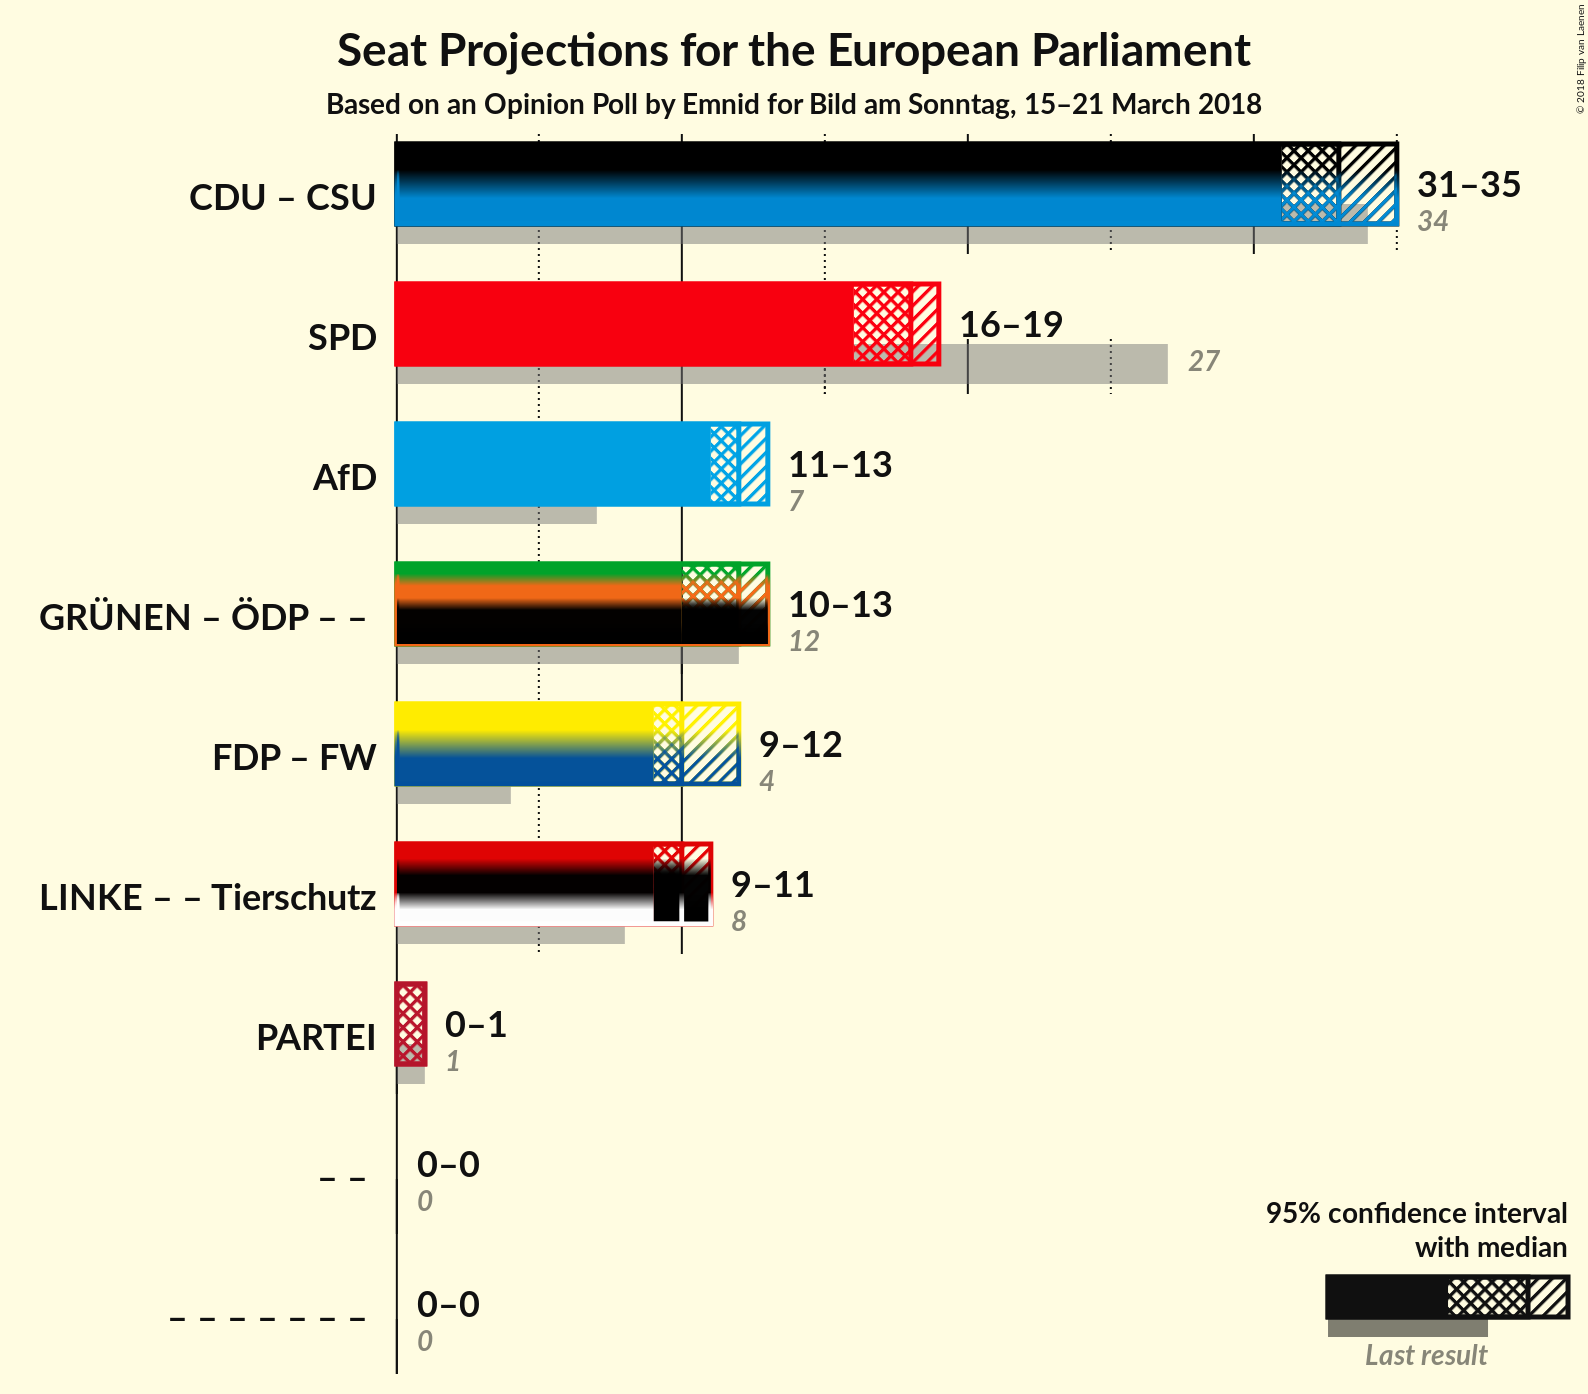 Seat Projections for the European Parliament
Based on an Opinion Poll by Emnid for Bild am Sonntag, 15–21 March 2018
© 2018 Filip van Laenen
CDU – CSU
31–35
34
SPD
16–19
27
AfD
11–13
7
GRÜNEN – ÖDP – –
10–13
12
FDP – FW
9–12
4
LINKE – – Tierschutz
9–11
8
PARTEI
0–1
1
– –
0–0
0
– – – – – – –
0–0
0
95% confidence interval
with median
Last result